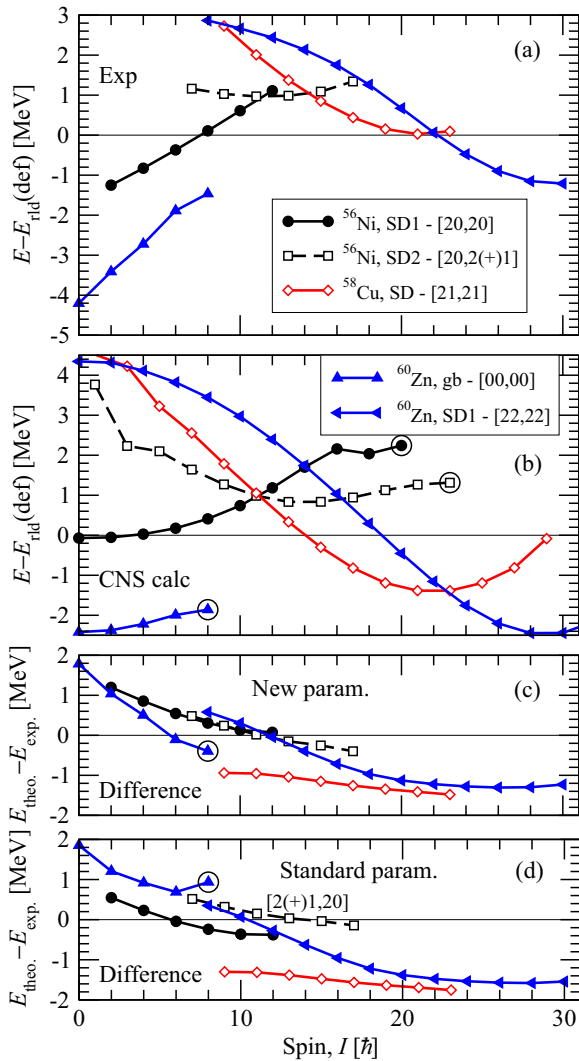 3
2
1
0
-1
-2
-3
-4
-5
E–E_rld(def) [MeV]
Exp
(a)
⁵⁶Ni, SD1 - [20,20]
⁵⁶Ni, SD2 - [20,2(+)1]
⁵⁸Cu, SD - [21,21]
4
3
2
1
0
-1
-2
E–E_rld(def) [MeV]
⁶⁰Zn, gb - [00,00]
⁶⁰Zn, SD1 - [22,22]
(b)
CNS calc
2
1
0
-1
-2
E_theo.–E_exp. [MeV]
New param.
(c)
Difference
2
1
0
-1
-2
E_theo.–E_exp. [MeV]
Standard param.
(d)
[2(+)1,20]
Difference
0
10
20
30
Spin, I [ħ]